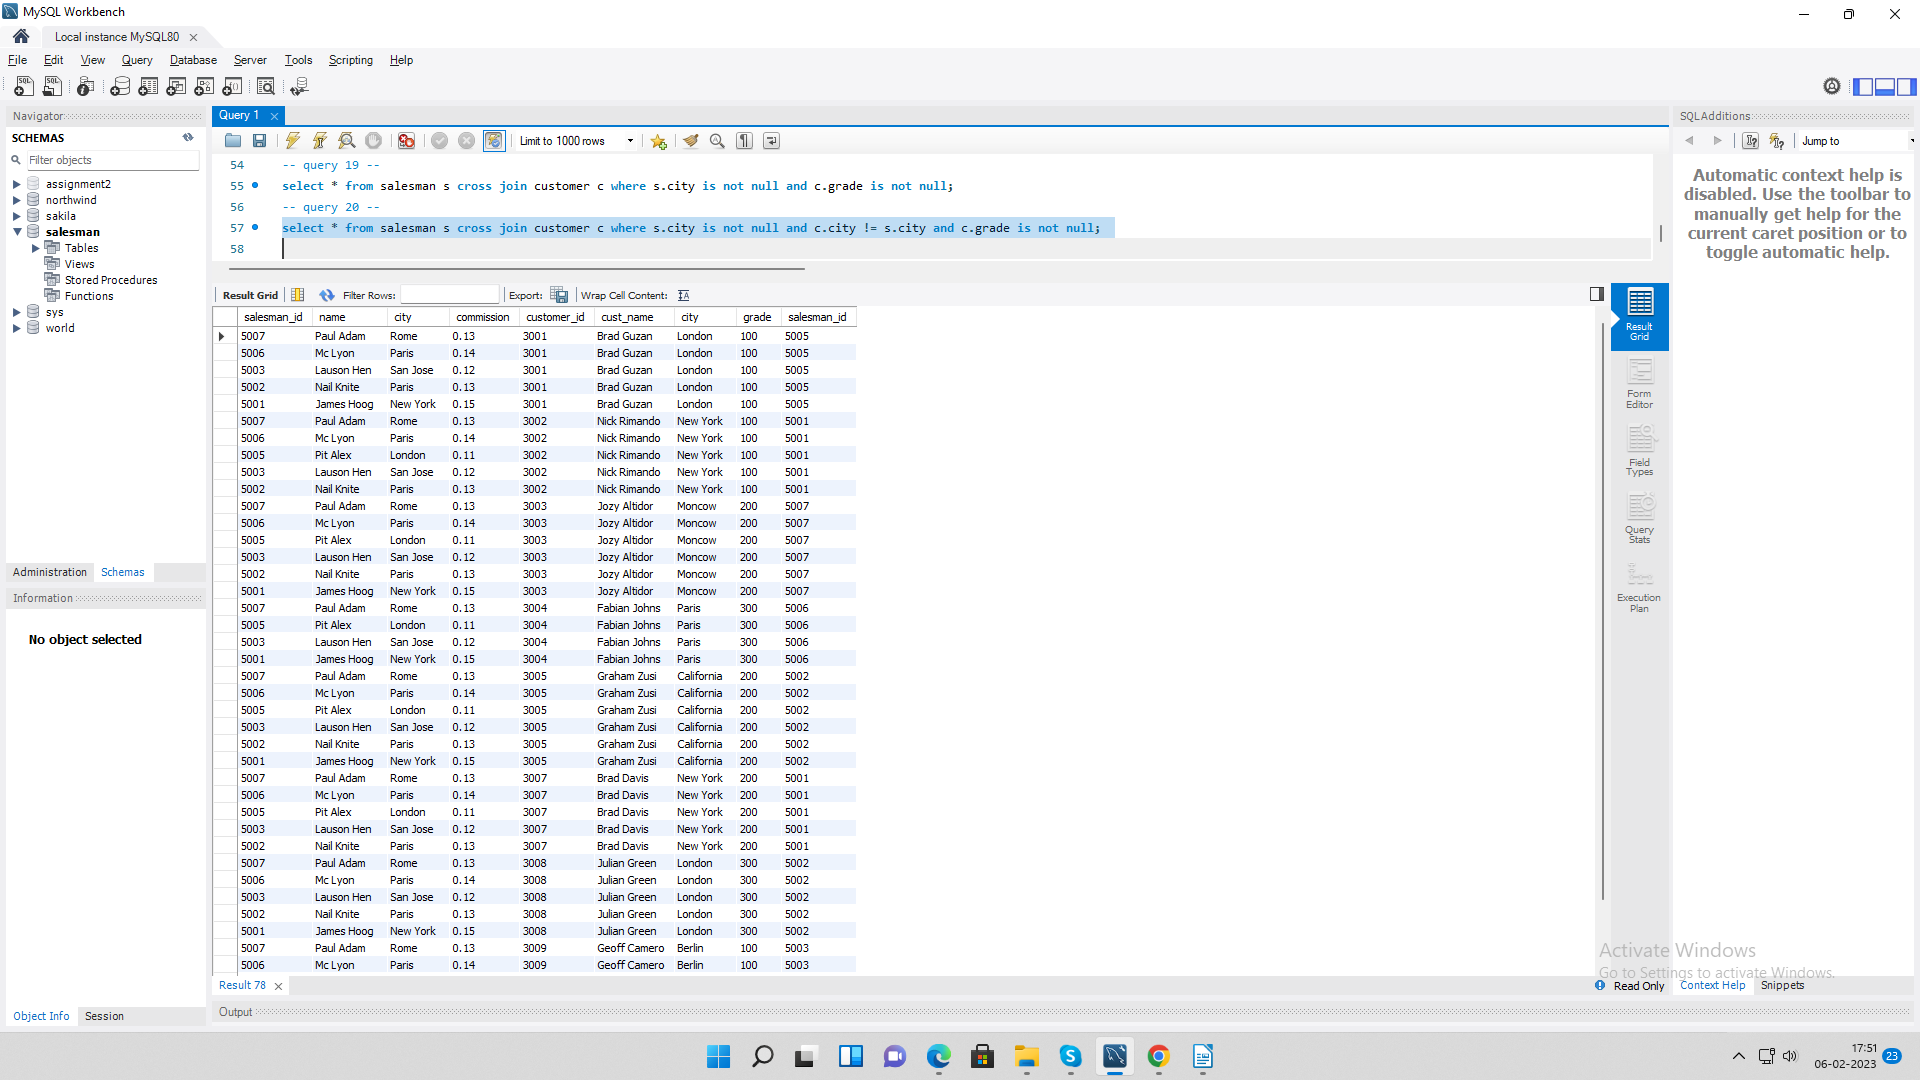 MySQL Workbench
Local instance MySQL80
File Edit View Query Database Server Tools Scripting Help
Navigator
SCHEMAS
Filter objects
assignment2
northwind
sakila
salesman
Tables
Views
Stored Procedures
Functions
sys
world
Administration Schemas
Information
No object selected
Object Info Session
Query 1
Limit to 1000 rows
54 -- query 19 --
55 select * from salesman s cross join customer c where s.city is not null and c.grade is not null;
56 -- query 20 --
57 select * from salesman s cross join customer c where s.city is not null and c.city != s.city and c.grade is not null;
58
Result Grid Filter Rows: Export: Wrap Cell Content:
salesman_id name city commission customer_id cust_name city grade salesman_id
5007 Paul Adam Rome 0.13 3001 Brad Guzan London 100 5005
5006 Mc Lyon Paris 0.14 3001 Brad Guzan London 100 5005
5003 Lauson Hen San Jose 0.12 3001 Brad Guzan London 100 5005
5002 Nail Knite Paris 0.13 3001 Brad Guzan London 100 5005
5001 James Hoog New York 0.15 3001 Brad Guzan London 100 5005
5007 Paul Adam Rome 0.13 3002 Nick Rimando New York 100 5001
5006 Mc Lyon Paris 0.14 3002 Nick Rimando New York 100 5001
5005 Pit Alex London 0.11 3002 Nick Rimando New York 100 5001
5003 Lauson Hen San Jose 0.12 3002 Nick Rimando New York 100 5001
5002 Nail Knite Paris 0.13 3002 Nick Rimando New York 100 5001
5007 Paul Adam Rome 0.13 3003 Jozy Altidor Moncow 200 5007
5006 Mc Lyon Paris 0.14 3003 Jozy Altidor Moncow 200 5007
5005 Pit Alex London 0.11 3003 Jozy Altidor Moncow 200 5007
5003 Lauson Hen San Jose 0.12 3003 Jozy Altidor Moncow 200 5007
5002 Nail Knite Paris 0.13 3003 Jozy Altidor Moncow 200 5007
5001 James Hoog New York 0.15 3003 Jozy Altidor Moncow 200 5007
5007 Paul Adam Rome 0.13 3004 Fabian Johns Paris 300 5006
5005 Pit Alex London 0.11 3004 Fabian Johns Paris 300 5006
5003 Lauson Hen San Jose 0.12 3004 Fabian Johns Paris 300 5006
5001 James Hoog New York 0.15 3004 Fabian Johns Paris 300 5006
5007 Paul Adam Rome 0.13 3005 Graham Zusi California 200 5002
5006 Mc Lyon Paris 0.14 3005 Graham Zusi California 200 5002
5005 Pit Alex London 0.11 3005 Graham Zusi California 200 5002
5003 Lauson Hen San Jose 0.12 3005 Graham Zusi California 200 5002
5002 Nail Knite Paris 0.13 3005 Graham Zusi California 200 5002
5001 James Hoog New York 0.15 3005 Graham Zusi California 200 5002
5007 Paul Adam Rome 0.13 3007 Brad Davis New York 200 5001
5006 Mc Lyon Paris 0.14 3007 Brad Davis New York 200 5001
5005 Pit Alex London 0.11 3007 Brad Davis New York 200 5001
5003 Lauson Hen San Jose 0.12 3007 Brad Davis New York 200 5001
5002 Nail Knite Paris 0.13 3007 Brad Davis New York 200 5001
5007 Paul Adam Rome 0.13 3008 Julian Green London 300 5002
5006 Mc Lyon Paris 0.14 3008 Julian Green London 300 5002
5003 Lauson Hen San Jose 0.12 3008 Julian Green London 300 5002
5002 Nail Knite Paris 0.13 3008 Julian Green London 300 5002
5001 James Hoog New York 0.15 3008 Julian Green London 300 5002
5007 Paul Adam Rome 0.13 3009 Geoff Camero Berlin 100 5003
5006 Mc Lyon Paris 0.14 3009 Geoff Camero Berlin 100 5003
Result 78
Read Only
Output
Result
Grid
Form
Editor
Field
Types
Query
Stats
Execution
Plan
SQLAdditions
Jump to
Automatic context help is
disabled. Use the toolbar to
manually get help for the
current caret position or to
toggle automatic help.
Activate Windows
Go to Settings to activate Windows.
Context Help Snippets
17:51
06-02-2023
23